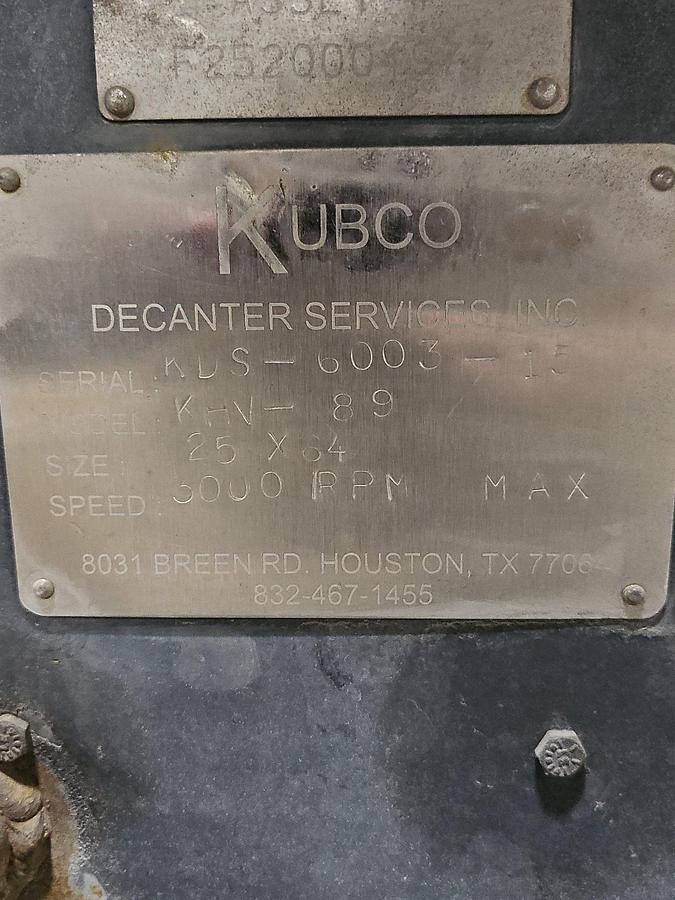 ASSET #
KUBCO
DECANTER SERVICES, INC.
SERIAL: KDS-6003-15
MODEL: KHV-89
SIZE: 25 X 64
SPEED: 3000 RPM MAX
8031 BREEN RD. HOUSTON, TX
832-467-1455